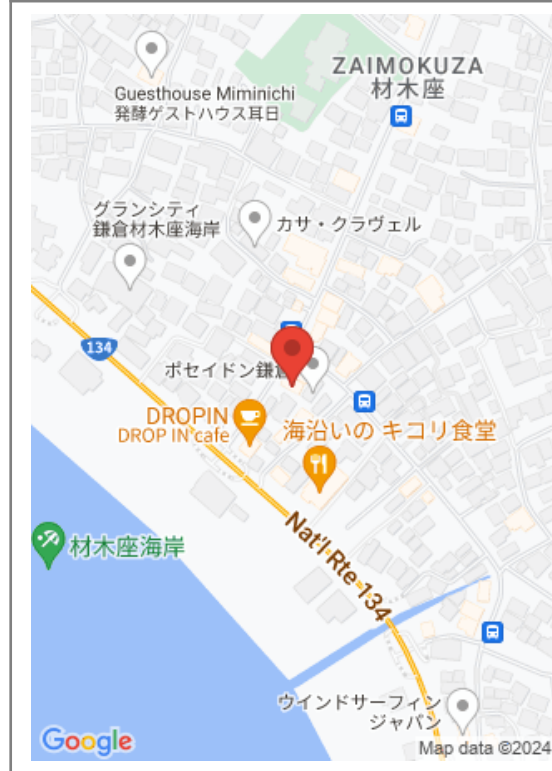 ZAIMOKUZA
材木座
Guesthouse Miminichi
発酵ゲストハウス耳日
グランシティ
鎌倉材木座海岸
カサ・クラヴェル
134
ポセイドン鎌倉
DROPIN
DROP IN cafe
海沿いの キコリ食堂
Nat'l Rte 134
材木座海岸
ウインドサーフィン
ジャパン
Google
Map data ©2024